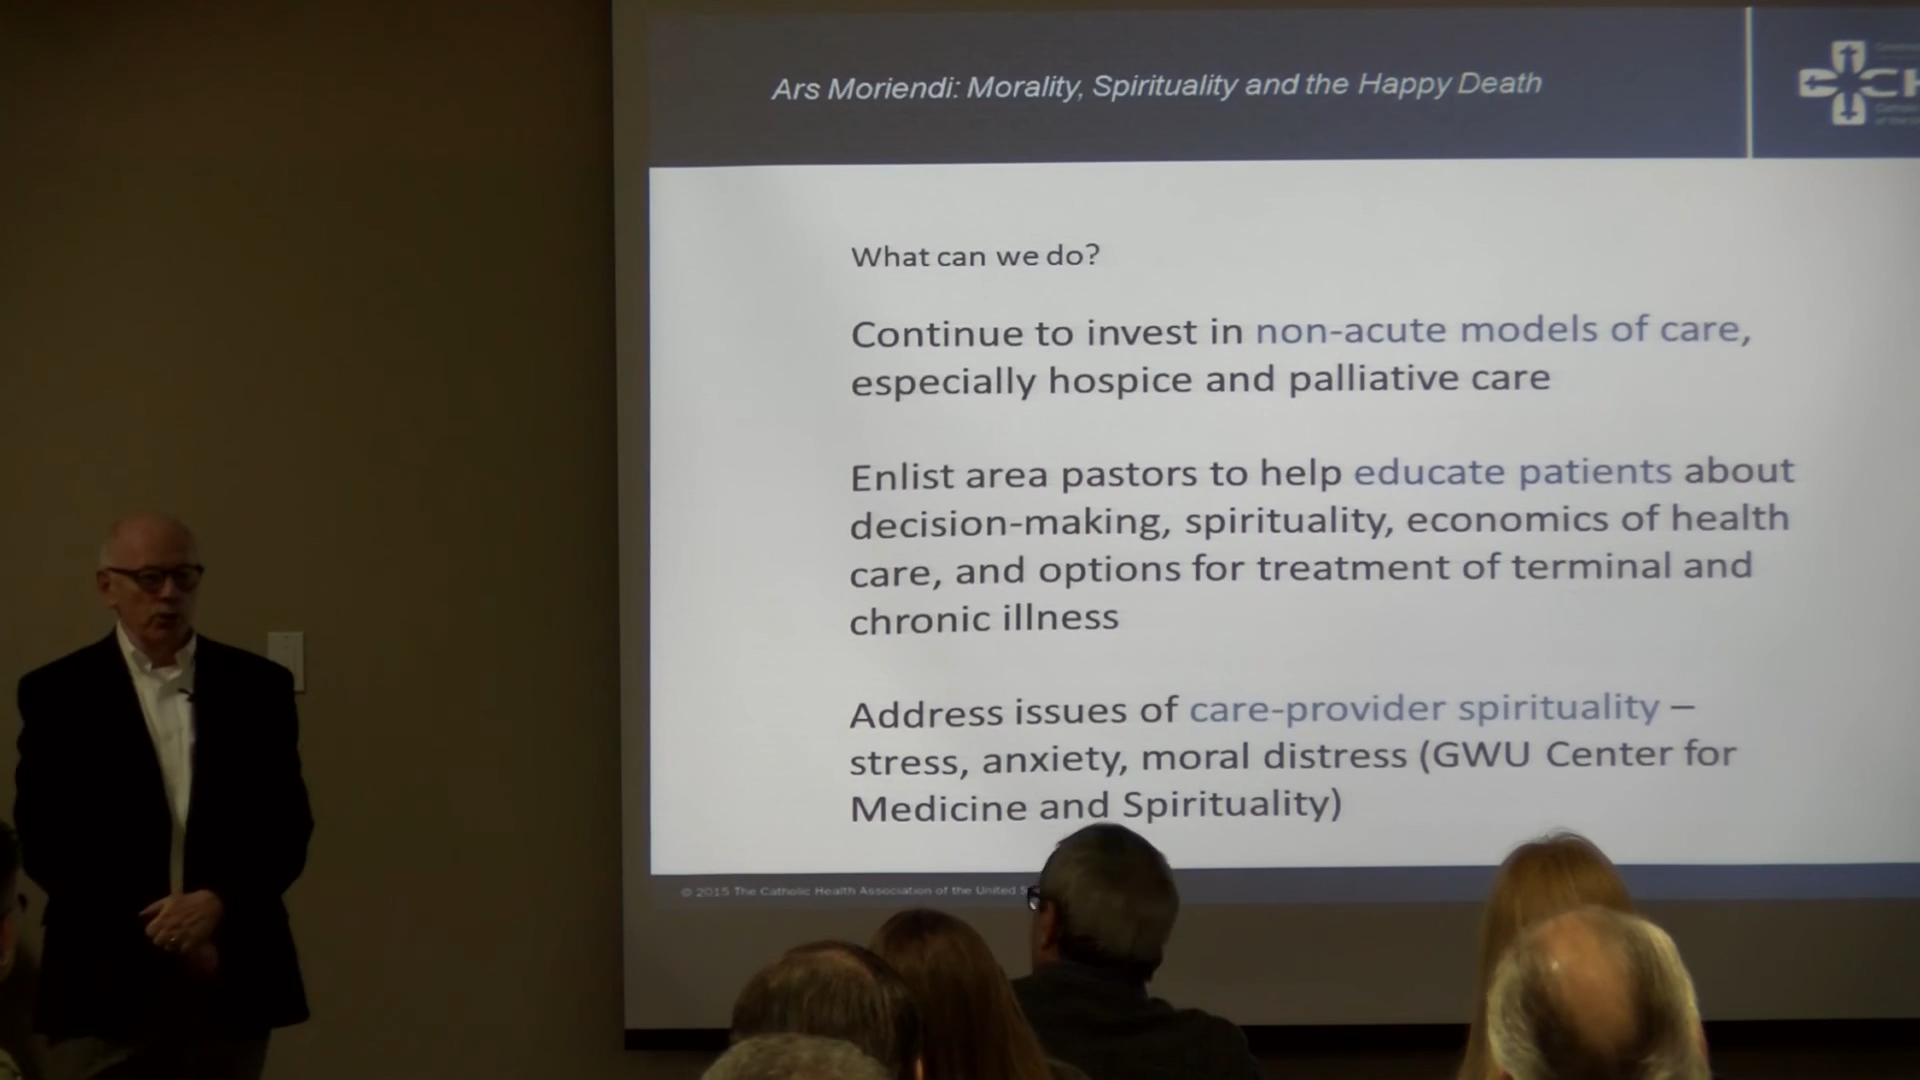 Ars Moriendi: Morality, Spirituality and the Happy Death
CH
What can we do?
Continue to invest in non-acute models of care,
especially hospice and palliative care
Enlist area pastors to help educate patients about
decision-making, spirituality, economics of health
care, and options for treatment of terminal and
chronic illness
Address issues of care-provider spirituality –
stress, anxiety, moral distress (GWU Center for
Medicine and Spirituality)
© 2015 The Catholic Health Association of the United